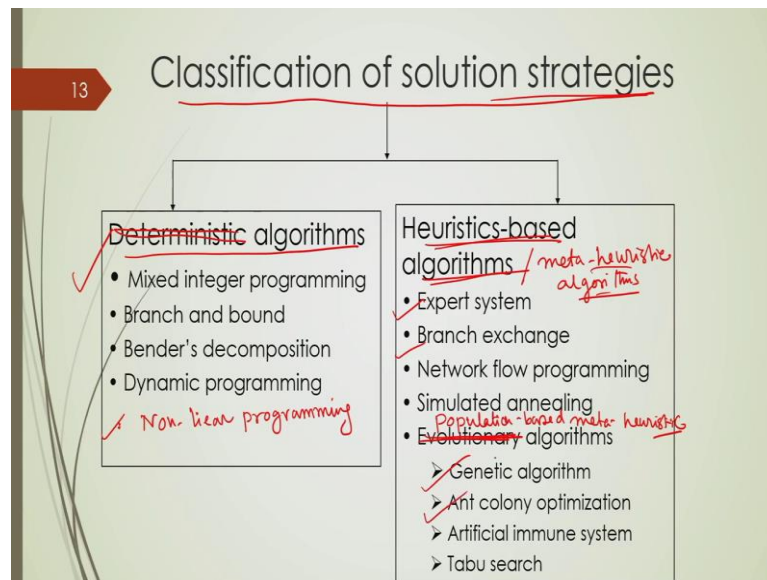 13
Classification of solution strategies
Deterministic algorithms
• Mixed integer programming
• Branch and bound
• Bender's decomposition
• Dynamic programming
• Non-linear programming
Heuristics-based
algorithms / meta-heuristic
algorithms
• Expert system
• Branch exchange
• Network flow programming
• Simulated annealing
Population-based meta-heuristic
• Evolutionary algorithms
➢ Genetic algorithm
➢ Ant colony optimization
➢ Artificial immune system
➢ Tabu search